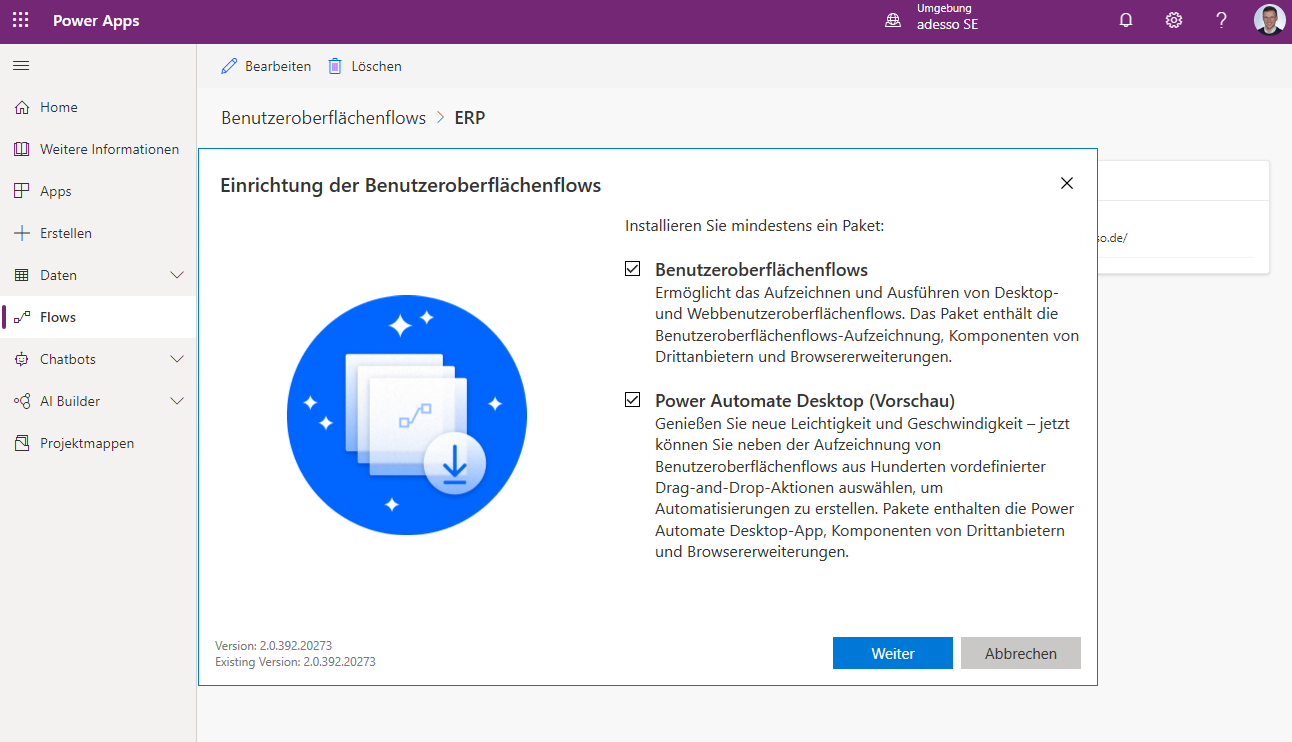 Power Apps
Umgebung
adesso SE
Bearbeiten
Löschen
Home
Weitere Informationen
Apps
Erstellen
Daten
Flows
Chatbots
AI Builder
Projektmappen
Benutzeroberflächenflows > ERP
so.de/
Einrichtung der Benutzeroberflächenflows
Installieren Sie mindestens ein Paket:
Benutzeroberflächenflows
Ermöglicht das Aufzeichnen und Ausführen von Desktop-
und Webbenutzeroberflächenflows. Das Paket enthält die
Benutzeroberflächenflows-Aufzeichnung, Komponenten von
Drittanbietern und Browsererweiterungen.
Power Automate Desktop (Vorschau)
Genießen Sie neue Leichtigkeit und Geschwindigkeit – jetzt
können Sie neben der Aufzeichnung von
Benutzeroberflächenflows aus Hunderten vordefinierter
Drag-and-Drop-Aktionen auswählen, um
Automatisierungen zu erstellen. Pakete enthalten die Power
Automate Desktop-App, Komponenten von Drittanbietern
und Browsererweiterungen.
Version: 2.0.392.20273
Existing Version: 2.0.392.20273
Weiter
Abbrechen